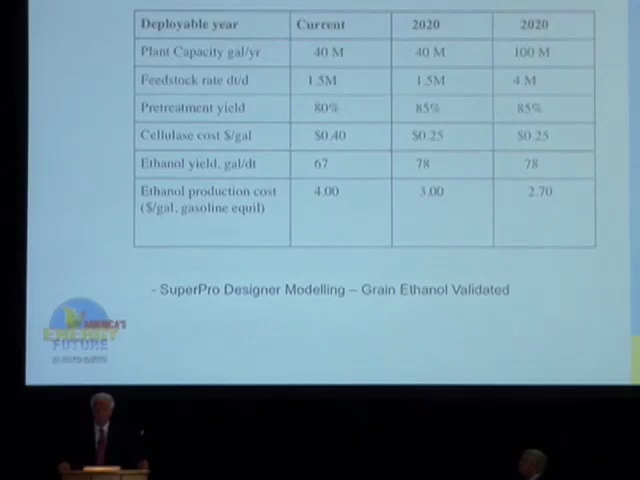 Deployable year Current 2020 2020
Plant Capacity gal/yr 40 M 40 M 100 M
Feedstock rate dt/d 1.5M 1.5M 4 M
Pretreatment yield 80% 85% 85%
Cellulase cost $/gal $0.40 $0.25 $0.25
Ethanol yield, gal/dt 67 78 78
Ethanol production cost 4.00 3.00 2.70
($/gal, gasoline equil)
- SuperPro Designer Modelling – Grain Ethanol Validated
AMERICA'S
ENERGY
FUTURE